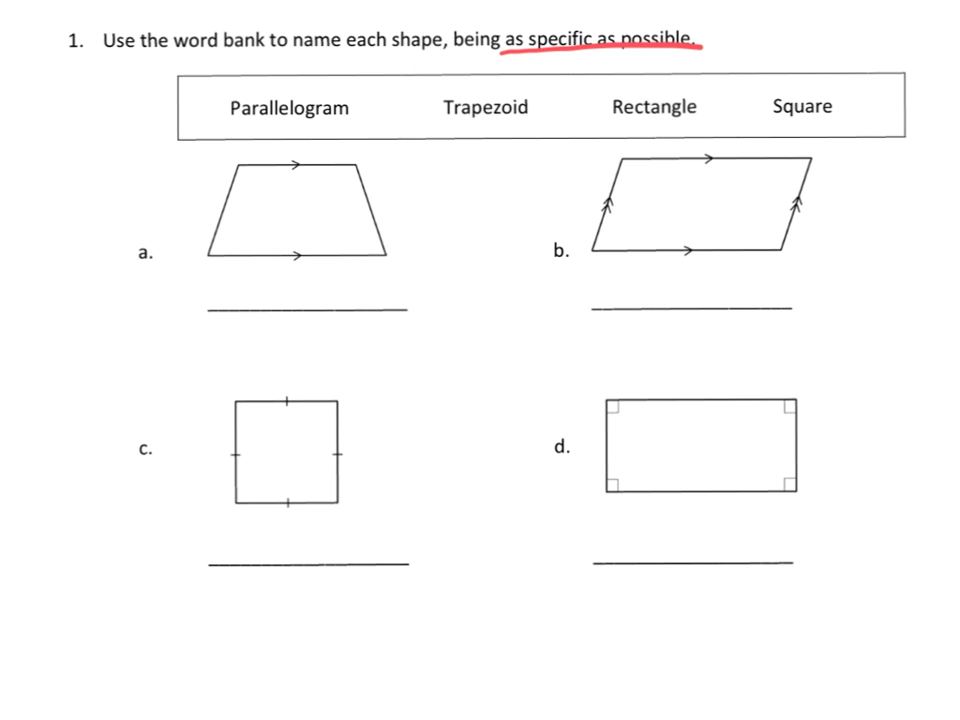 1. Use the word bank to name each shape, being as specific as possible.
Parallelogram Trapezoid Rectangle Square
a. b.
c. d.